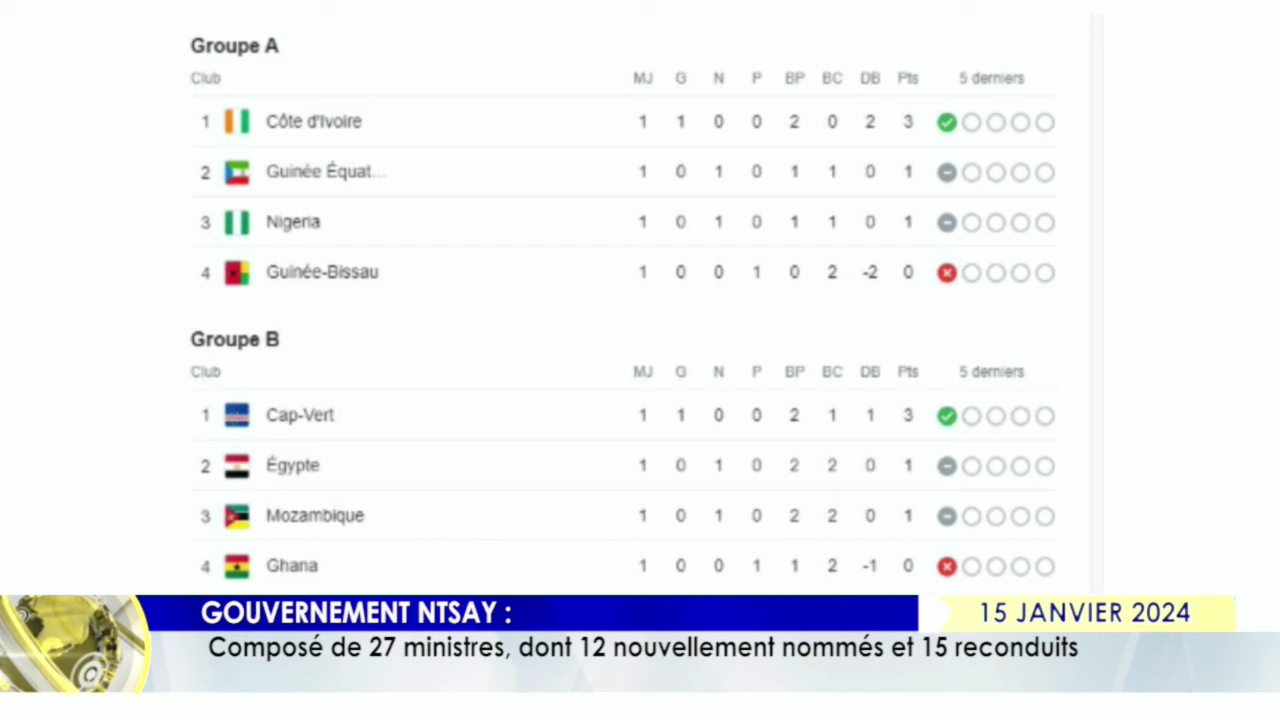 Groupe A
Club MJ G N P BP BC DB Pts 5 derniers
1 Côte d'Ivoire 1 1 0 0 2 0 2 3
2 Guinée Équat... 1 0 1 0 1 1 0 1
3 Nigeria 1 0 1 0 1 1 0 1
4 Guinée-Bissau 1 0 0 1 0 2 -2 0
Groupe B
Club MJ G N P BP BC DB Pts 5 derniers
1 Cap-Vert 1 1 0 0 2 1 1 3
2 Égypte 1 0 1 0 2 2 0 1
3 Mozambique 1 0 1 0 2 2 0 1
4 Ghana 1 0 0 1 1 2 -1 0
GOUVERNEMENT NTSAY : 15 JANVIER 2024
Composé de 27 ministres, dont 12 nouvellement nommés et 15 reconduits